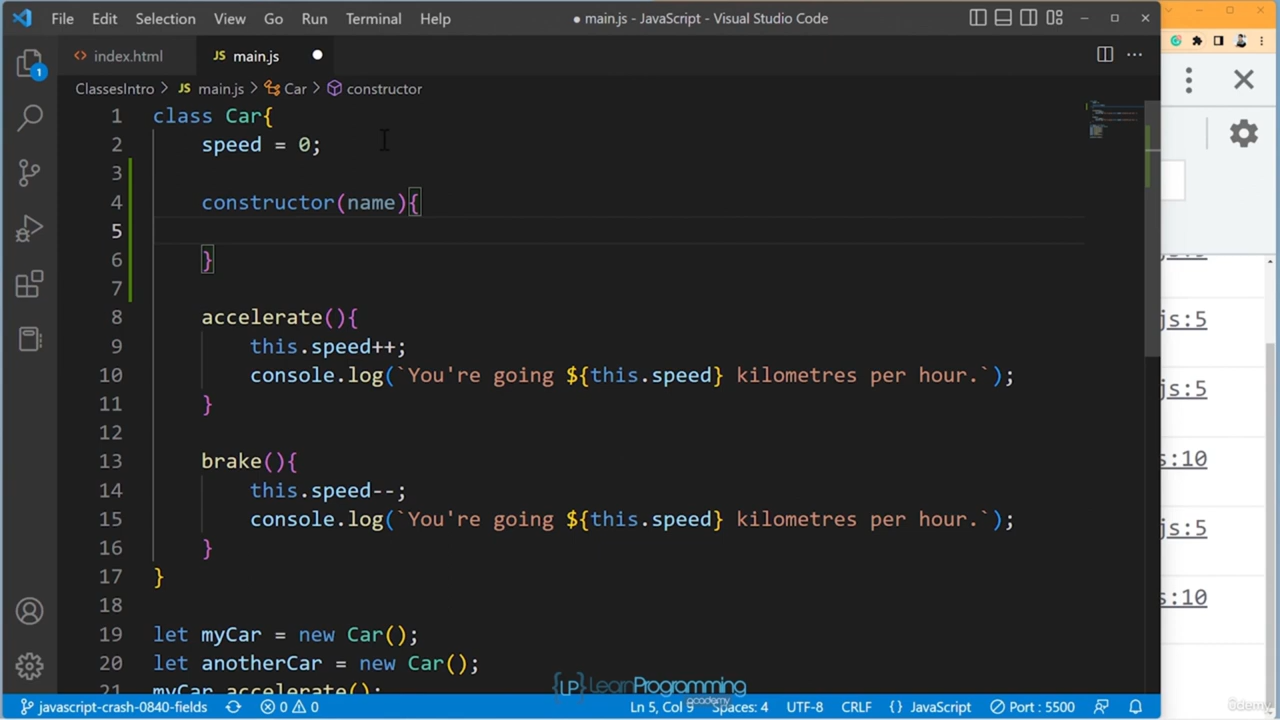 File Edit Selection View Go Run Terminal Help ● main.js - JavaScript - Visual Studio Code
<> index.html JS main.js ●
ClassesIntro > JS main.js > Car > constructor
1 class Car{
2 speed = 0;
3
4 constructor(name){
5
6 }
7
8 accelerate(){
9 this.speed++;
10 console.log(`You're going ${this.speed} kilometres per hour.`);
11 }
12
13 brake(){
14 this.speed--;
15 console.log(`You're going ${this.speed} kilometres per hour.`);
16 }
17 }
18
19 let myCar = new Car();
20 let anotherCar = new Car();
21 myCar.accelerate();
1
js:5
js:5
s:10
js:5
s:10
{LP} LearnProgramming
academy
javascript-crash-0840-fields 0 0 Ln 5, Col 9 Spaces: 4 UTF-8 CRLF {} JavaScript Port : 5500
ûdemy